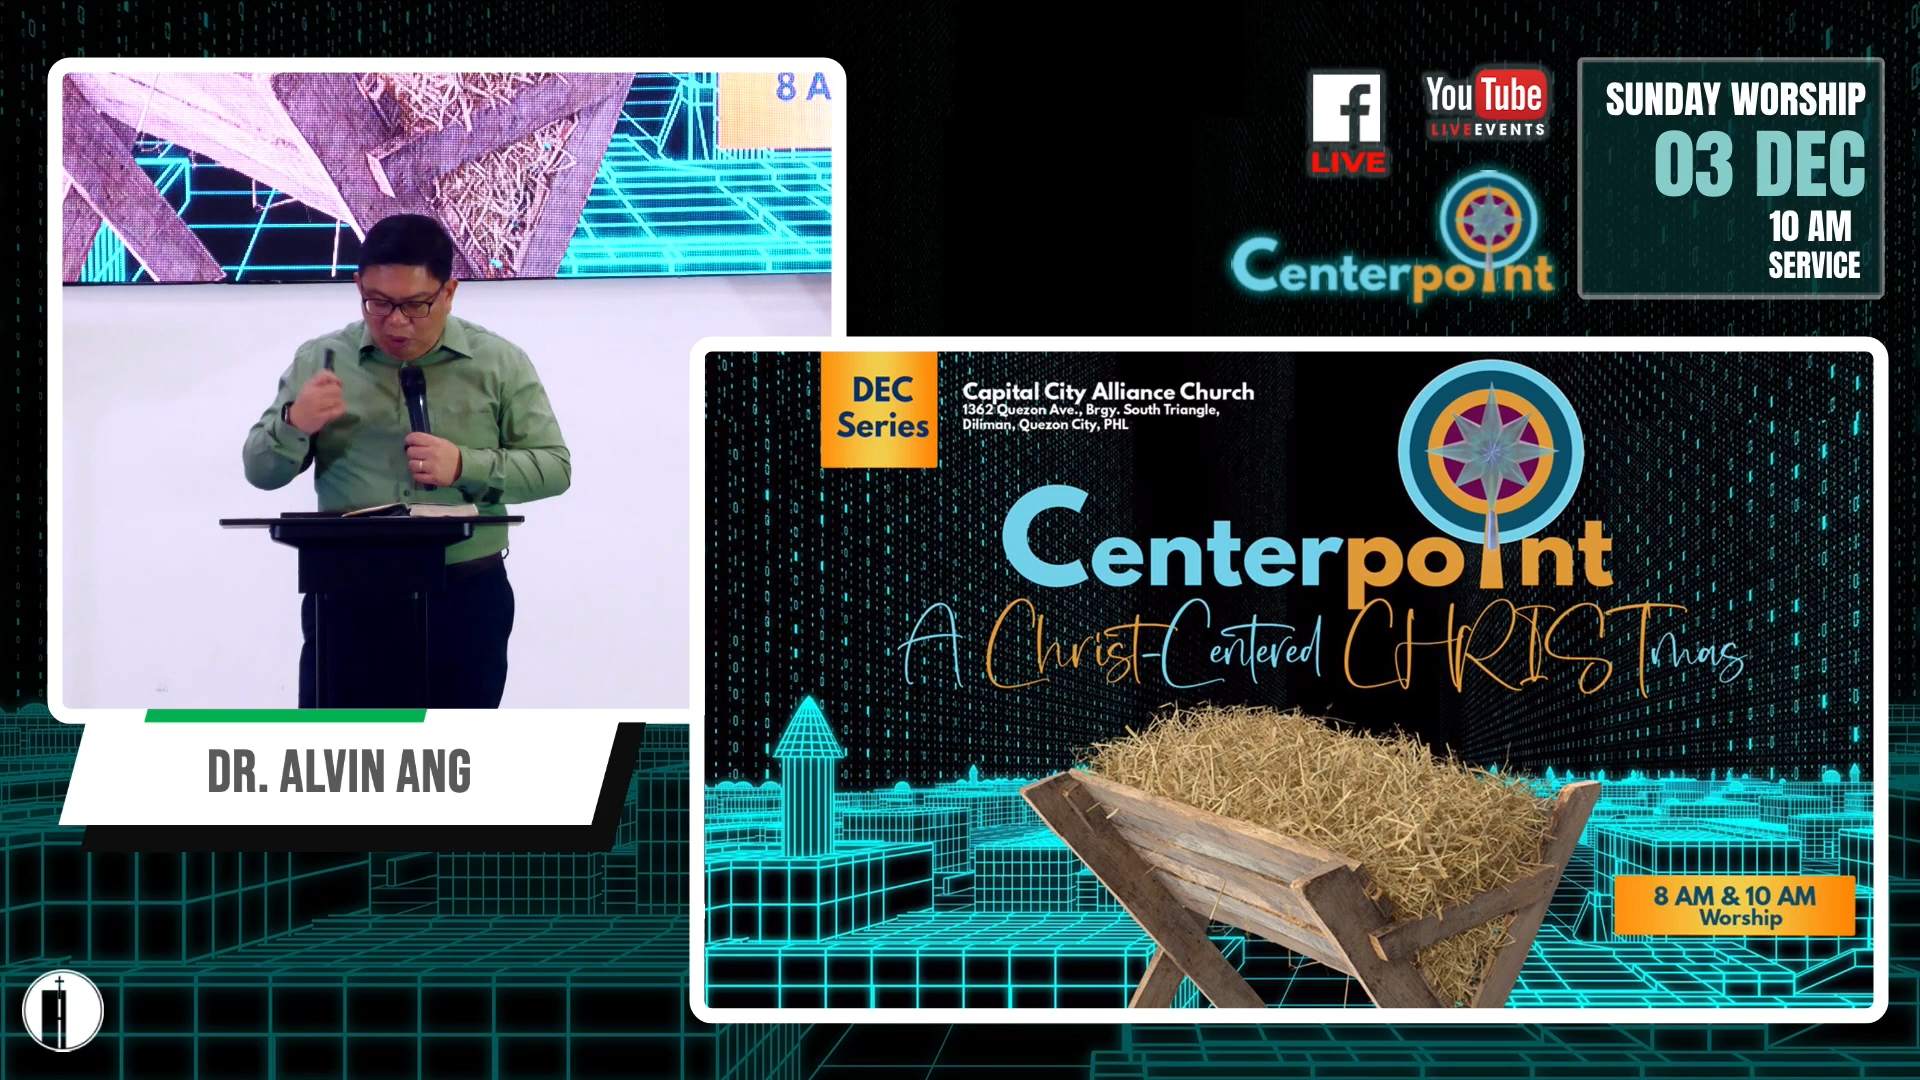 8 A
f
LIVE
YouTube
LIVEEVENTS
Centerpoint
SUNDAY WORSHIP
03 DEC
10 AM
SERVICE
DEC
Series
Capital City Alliance Church
1362 Quezon Ave., Brgy. South Triangle,
Diliman, Quezon City, PHL
Centerpoint
A Christ-Centered CHRISTmas
8 AM & 10 AM
Worship
DR. ALVIN ANG